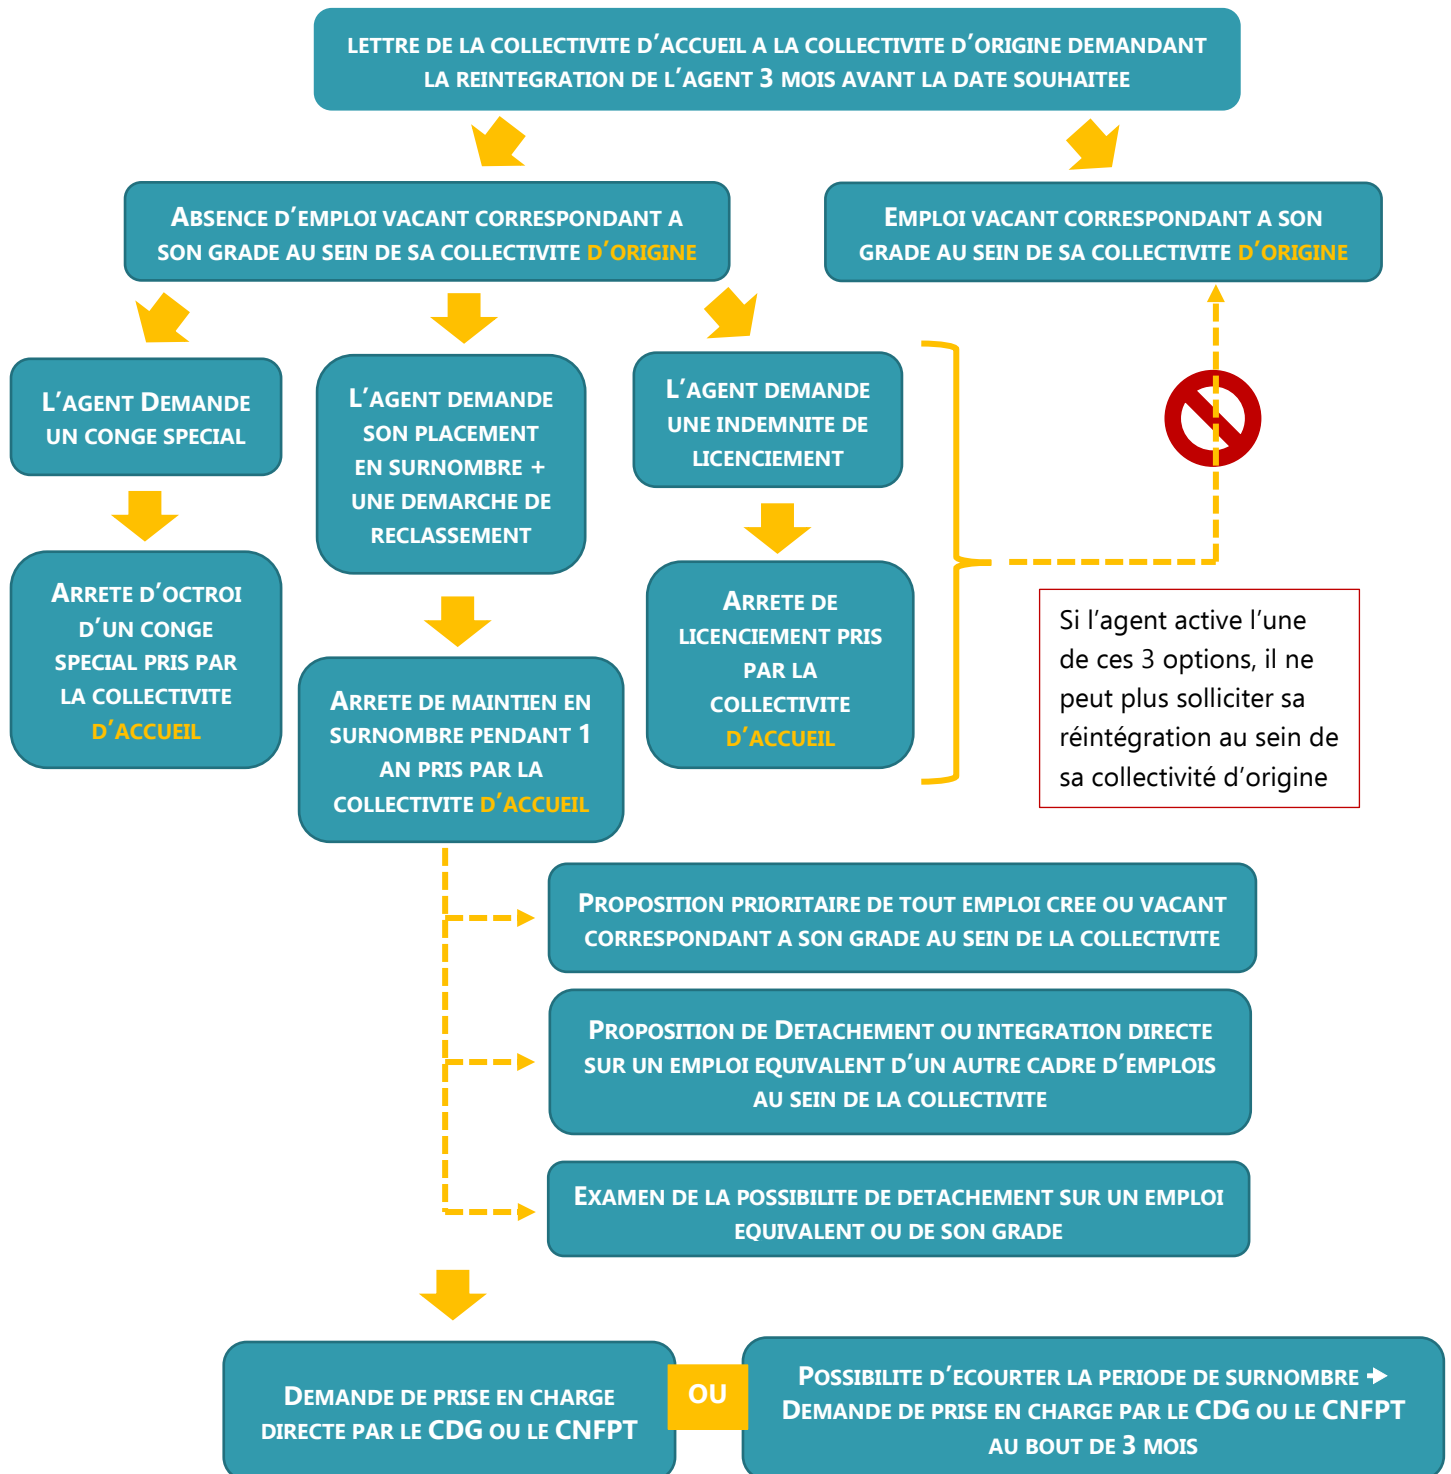 LETTRE DE LA COLLECTIVITE D'ACCUEIL A LA COLLECTIVITE D'ORIGINE DEMANDANT
LA REINTEGRATION DE L'AGENT 3 MOIS AVANT LA DATE SOUHAITEE
ABSENCE D'EMPLOI VACANT CORRESPONDANT A
SON GRADE AU SEIN DE SA COLLECTIVITE D'ORIGINE
EMPLOI VACANT CORRESPONDANT A SON
GRADE AU SEIN DE SA COLLECTIVITE D'ORIGINE
L'AGENT DEMANDE
UN CONGE SPECIAL
L'AGENT DEMANDE
SON PLACEMENT
EN SURNOMBRE +
UNE DEMARCHE DE
RECLASSEMENT
L'AGENT DEMANDE
UNE INDEMNITE DE
LICENCIEMENT
ARRETE D'OCTROI
D'UN CONGE
SPECIAL PRIS PAR
LA COLLECTIVITE
D'ACCUEIL
ARRETE DE MAINTIEN EN
SURNOMBRE PENDANT 1
AN PRIS PAR LA
COLLECTIVITE D'ACCUEIL
ARRETE DE
LICENCIEMENT PRIS
PAR LA
COLLECTIVITE
D'ACCUEIL
Si l'agent active l'une
de ces 3 options, il ne
peut plus solliciter sa
réintégration au sein de
sa collectivité d'origine
PROPOSITION PRIORITAIRE DE TOUT EMPLOI CREE OU VACANT
CORRESPONDANT A SON GRADE AU SEIN DE LA COLLECTIVITE
PROPOSITION DE DETACHEMENT OU INTEGRATION DIRECTE
SUR UN EMPLOI EQUIVALENT D'UN AUTRE CADRE D'EMPLOIS
AU SEIN DE LA COLLECTIVITE
EXAMEN DE LA POSSIBILITE DE DETACHEMENT SUR UN EMPLOI
EQUIVALENT OU DE SON GRADE
DEMANDE DE PRISE EN CHARGE
DIRECTE PAR LE CDG OU LE CNFPT
OU
POSSIBILITE D'ECOURTER LA PERIODE DE SURNOMBRE 🡺
DEMANDE DE PRISE EN CHARGE PAR LE CDG OU LE CNFPT
AU BOUT DE 3 MOIS